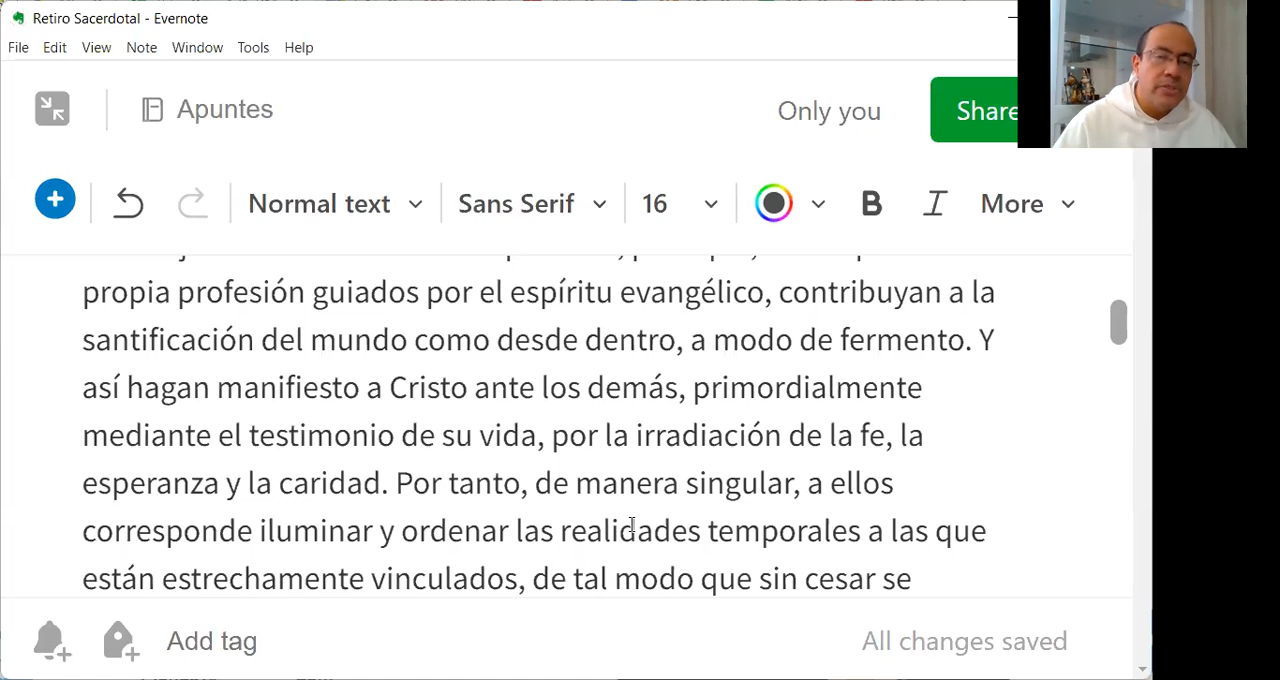 Retiro Sacerdotal - Evernote
File Edit View Note Window Tools Help
Apuntes
Only you
Share
Normal text
Sans Serif
16
B
I
More
propia profesión guiados por el espíritu evangélico, contribuyan a la
santificación del mundo como desde dentro, a modo de fermento. Y
así hagan manifiesto a Cristo ante los demás, primordialmente
mediante el testimonio de su vida, por la irradiación de la fe, la
esperanza y la caridad. Por tanto, de manera singular, a ellos
corresponde iluminar y ordenar las realidades temporales a las que
están estrechamente vinculados, de tal modo que sin cesar se
Add tag
All changes saved